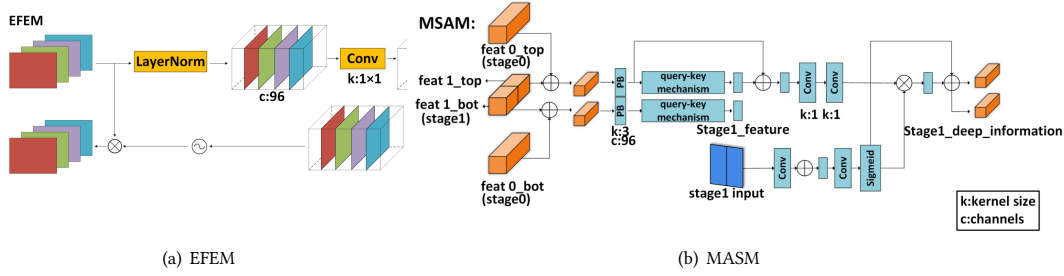 EFEM
LayerNorm
c:96
Conv
k:1×1
(a) EFEM
MSAM:
feat 0_top
(stage0)
feat 1_top
feat 1_bot
(stage1)
feat 0_bot
(stage0)
PB
PB
k:3
c:96
query-key
mechanism
query-key
mechanism
Stage1_feature
Conv
Conv
k:1 k:1
Stage1_deep_information
stage1 input
Conv
Conv
Sigmeid
k:kernel size
c:channels
(b) MASM